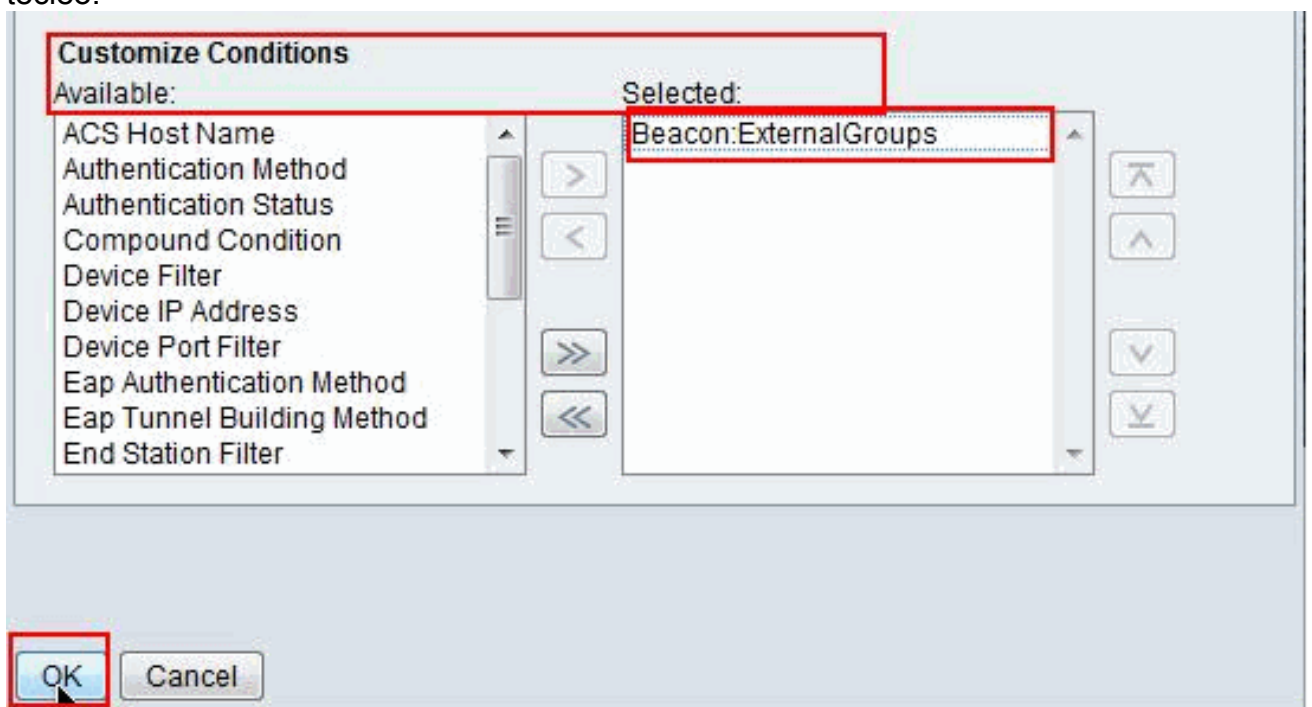 Customize Conditions
Available:
Selected:
ACS Host Name
Authentication Method
Authentication Status
Compound Condition
Device Filter
Device IP Address
Device Port Filter
Eap Authentication Method
Eap Tunnel Building Method
End Station Filter
Beacon:ExternalGroups
OK
Cancel